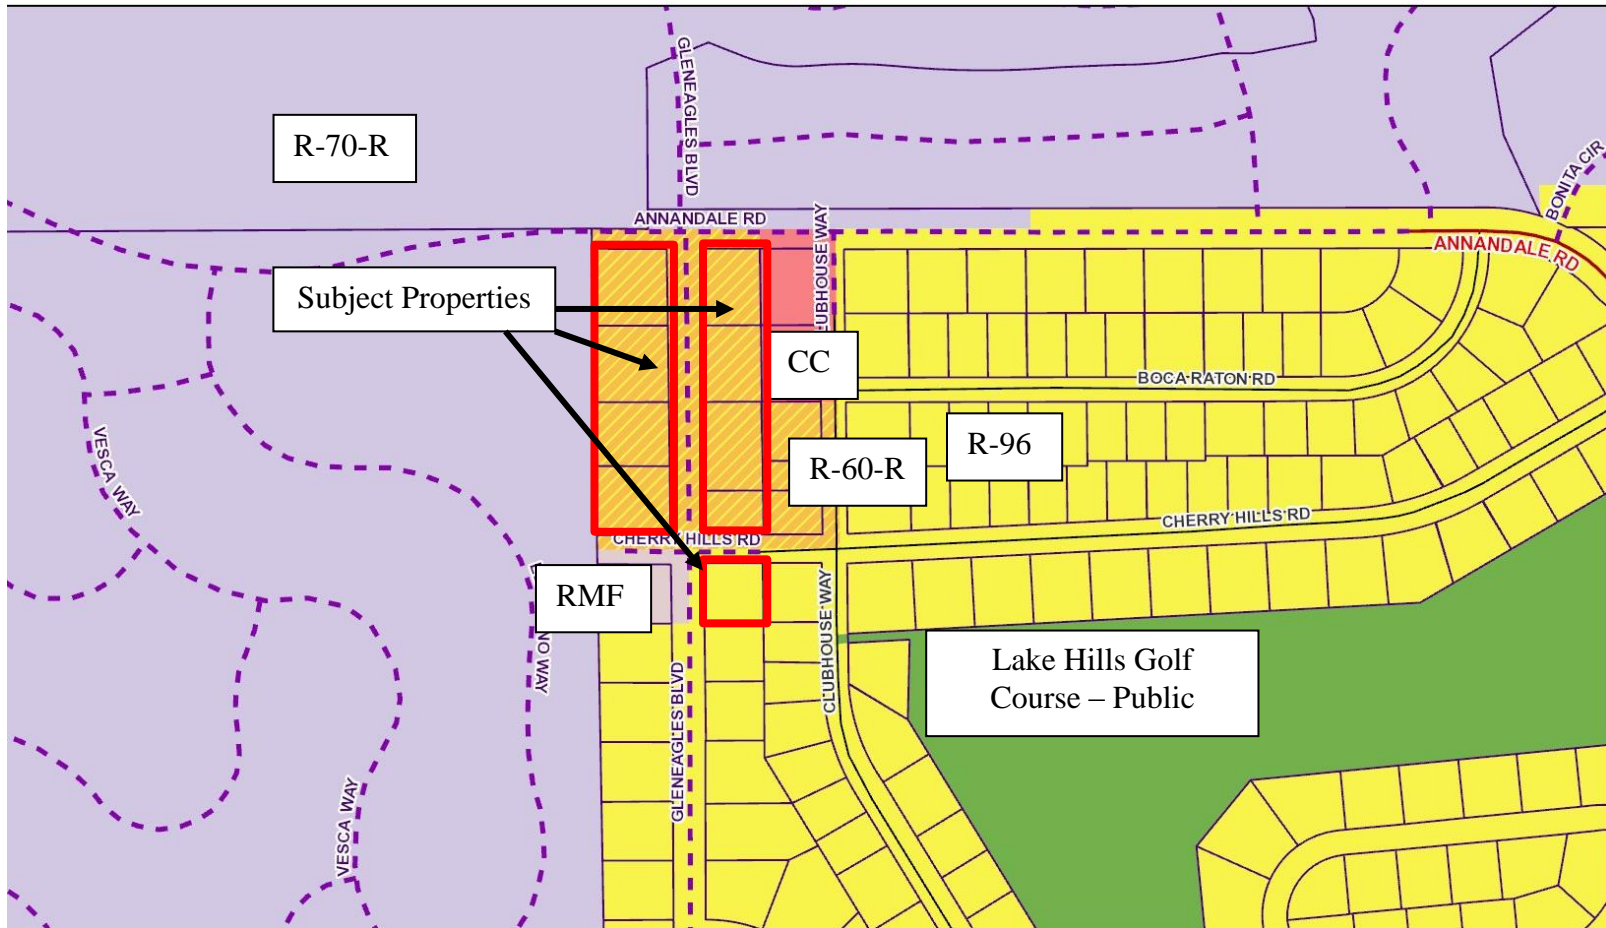 GLENEAGLES BLVD
R-70-R
BONITA CIR
ANNANDALE RD
CLUBHOUSE WAY
ANNANDALE RD
Subject Properties
CC
BOCA RATON RD
VESCA WAY
R-60-R
R-96
CHERRY HILLS RD
CHERRY HILLS RD
RMF
WAY
CLUBHOUSE WAY
Lake Hills Golf
Course – Public
GLENEAGLES BLVD
VESCA WAY